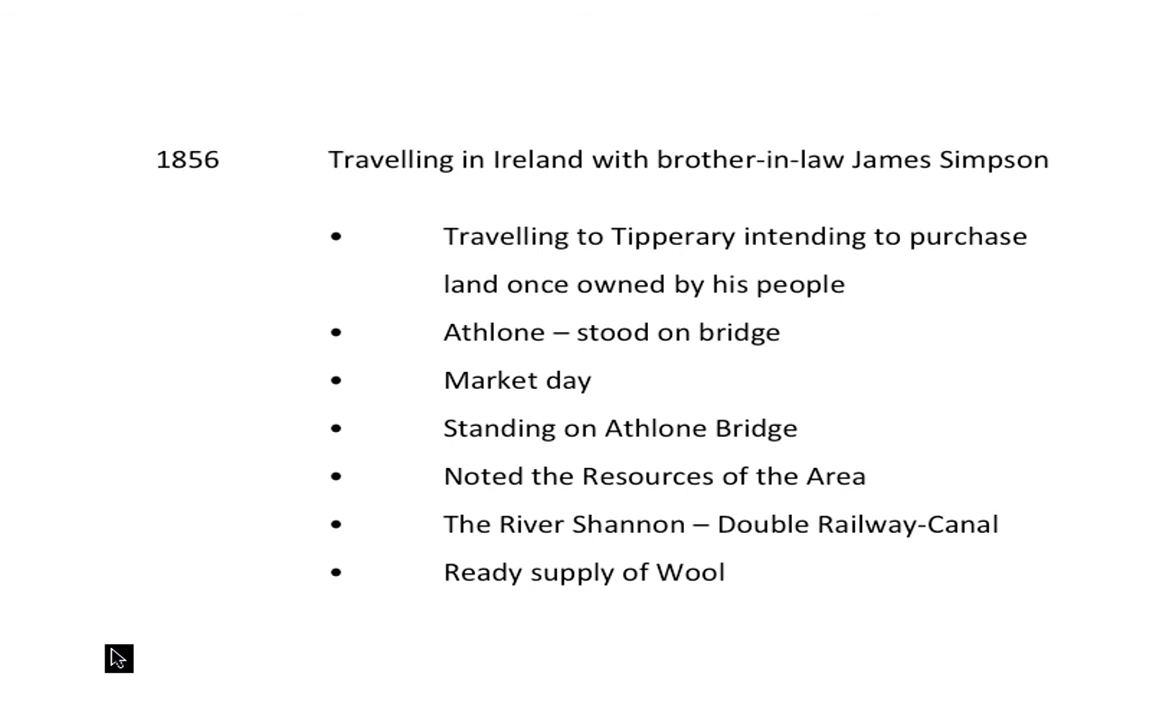 1856 Travelling in Ireland with brother-in-law James Simpson
• Travelling to Tipperary intending to purchase
land once owned by his people
• Athlone – stood on bridge
• Market day
• Standing on Athlone Bridge
• Noted the Resources of the Area
• The River Shannon – Double Railway-Canal
• Ready supply of Wool